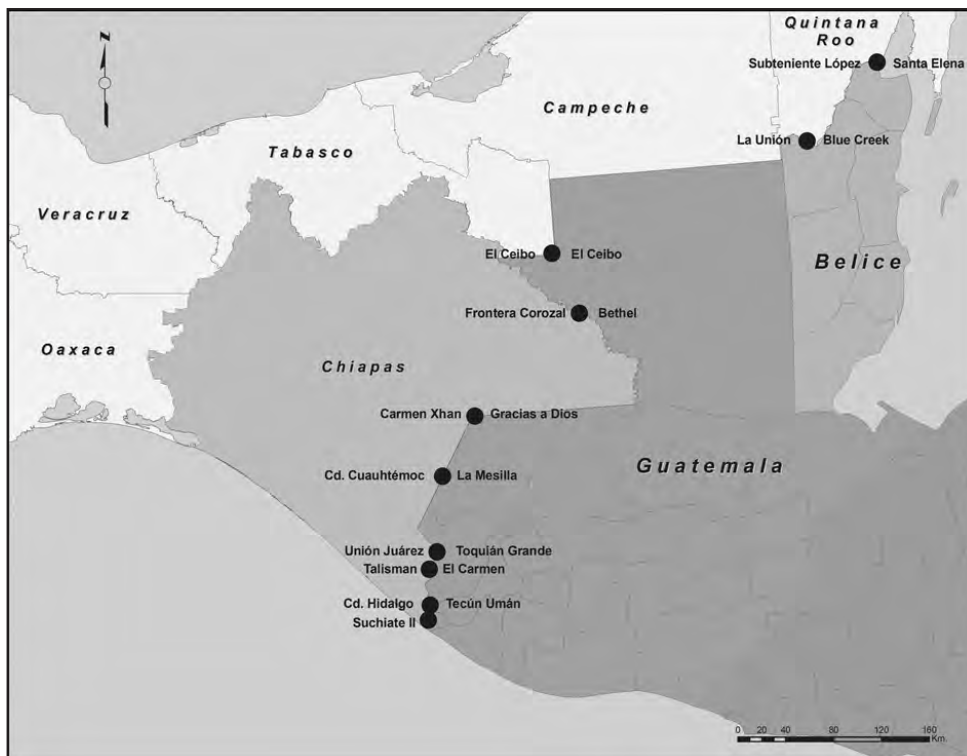 Quintana
Roo
N
Subteniente López Santa Elena
Campeche
La Unión Blue Creek
Tabasco
Veracruz
El Ceibo El Ceibo
Belice
Frontera Corozal Bethel
Oaxaca
Chiapas
Carmen Xhan Gracias a Dios
Guatemala
Cd. Cuauhtémoc La Mesilla
Unión Juárez Toquián Grande
Talisman El Carmen
Cd. Hidalgo Tecún Umán
Suchiate II
0 20 40 80 120 160
Km.